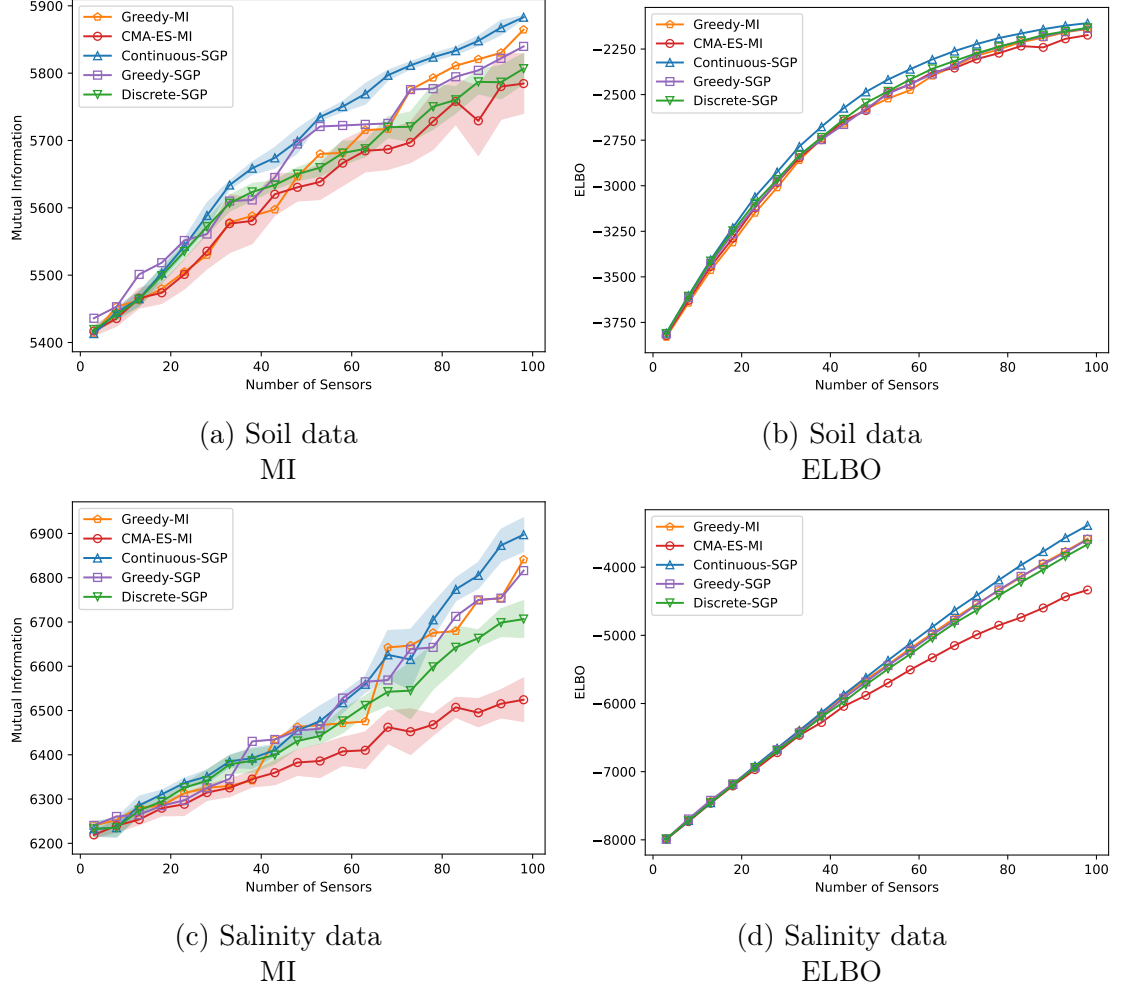 5900
5800
5700
5600
5500
5400
Mutual Information
Greedy-MI
CMA-ES-MI
Continuous-SGP
Greedy-SGP
Discrete-SGP
0 20 40 60 80 100
Number of Sensors
(a) Soil data
MI
−2250
−2500
−2750
−3000
−3250
−3500
−3750
ELBO
Greedy-MI
CMA-ES-MI
Continuous-SGP
Greedy-SGP
Discrete-SGP
0 20 40 60 80 100
Number of Sensors
(b) Soil data
ELBO
6900
6800
6700
6600
6500
6400
6300
6200
Mutual Information
Greedy-MI
CMA-ES-MI
Continuous-SGP
Greedy-SGP
Discrete-SGP
0 20 40 60 80 100
Number of Sensors
(c) Salinity data
MI
−4000
−5000
−6000
−7000
−8000
ELBO
Greedy-MI
CMA-ES-MI
Continuous-SGP
Greedy-SGP
Discrete-SGP
0 20 40 60 80 100
Number of Sensors
(d) Salinity data
ELBO